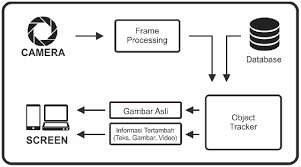 CAMERA
Frame
Processing
Database
Gambar Asli
Informasi Tertambah
(Teks, Gambar, Video)
SCREEN
Object
Tracker